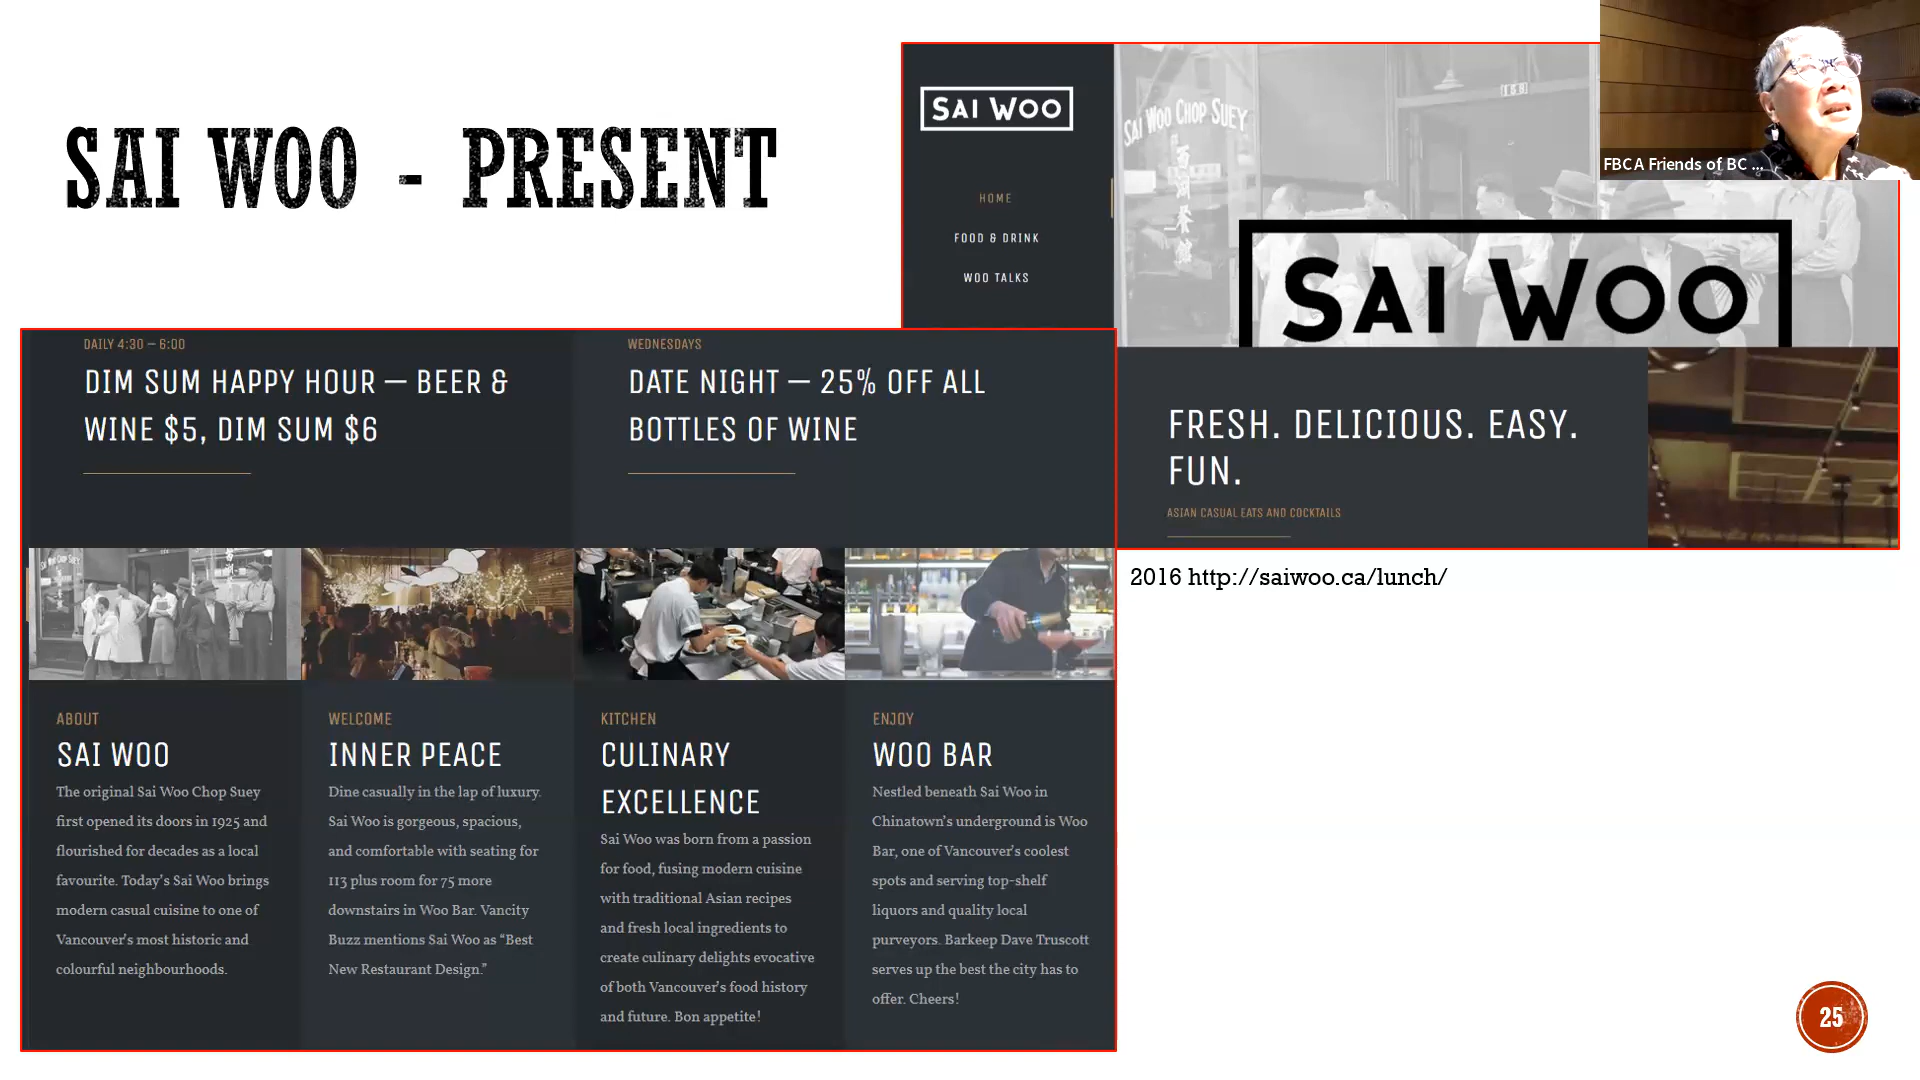 SAI WOO - PRESENT
SAI WOO
HOME
FOOD & DRINK
WOO TALKS
SAI WOO CHOP SUEY
158
SAI WOO
FRESH. DELICIOUS. EASY.
FUN.
ASIAN CASUAL EATS AND COCKTAILS
FBCA Friends of BC ...
2016 http://saiwoo.ca/lunch/
DAILY 4:30 – 6:00
DIM SUM HAPPY HOUR — BEER &
WINE $5, DIM SUM $6
WEDNESDAYS
DATE NIGHT — 25% OFF ALL
BOTTLES OF WINE
ABOUT
SAI WOO
The original Sai Woo Chop Suey
first opened its doors in 1925 and
flourished for decades as a local
favourite. Today's Sai Woo brings
modern casual cuisine to one of
Vancouver's most historic and
colourful neighbourhoods.
WELCOME
INNER PEACE
Dine casually in the lap of luxury.
Sai Woo is gorgeous, spacious,
and comfortable with seating for
113 plus room for 75 more
downstairs in Woo Bar. Vancity
Buzz mentions Sai Woo as “Best
New Restaurant Design.”
KITCHEN
CULINARY
EXCELLENCE
Sai Woo was born from a passion
for food, fusing modern cuisine
with traditional Asian recipes
and fresh local ingredients to
create culinary delights evocative
of both Vancouver's food history
and future. Bon appetite!
ENJOY
WOO BAR
Nestled beneath Sai Woo in
Chinatown's underground is Woo
Bar, one of Vancouver's coolest
spots and serving top-shelf
liquors and quality local
purveyors. Barkeep Dave Truscott
serves up the best the city has to
offer. Cheers!
25